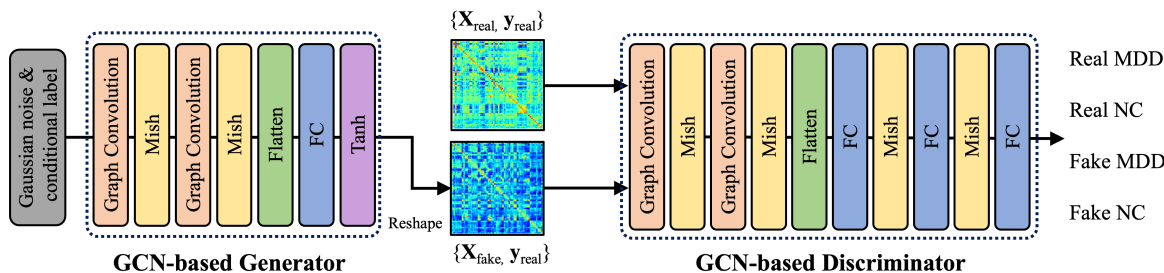 Gaussian noise &
conditional label
Graph Convolution
Mish
Graph Convolution
Mish
Flatten
FC
Tanh
GCN-based Generator
Reshape
{Xreal, yreal}
{Xfake, yreal}
Graph Convolution
Mish
Graph Convolution
Mish
Flatten
FC
Mish
FC
Mish
FC
GCN-based Discriminator
Real MDD
Real NC
Fake MDD
Fake NC